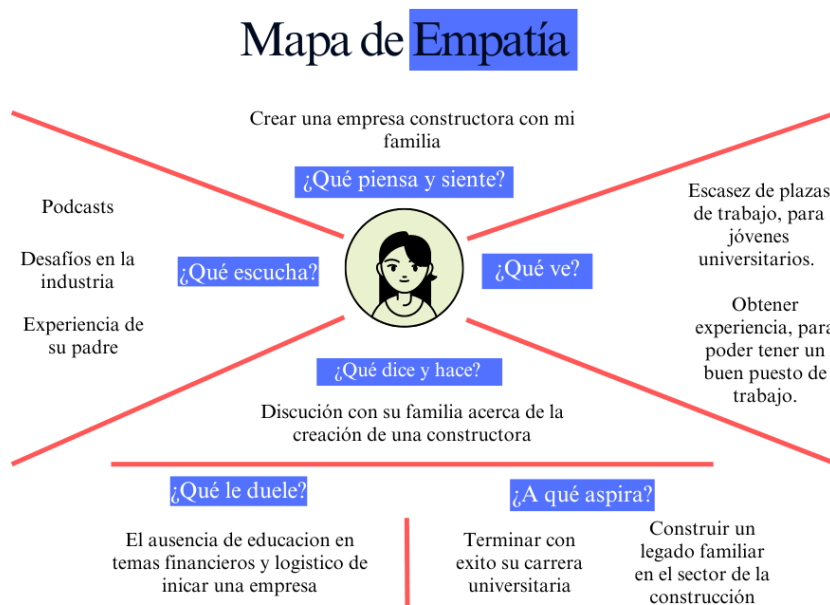 Mapa de Empatía
Crear una empresa constructora con mi
familia
¿Qué piensa y siente?
Podcasts
Desafíos en la
industria
Experiencia de
su padre
¿Qué escucha?
¿Qué ve?
Escasez de plazas
de trabajo, para
jóvenes
universitarios.
Obtener
experiencia, para
poder tener un
buen puesto de
trabajo.
¿Qué dice y hace?
Discución con su familia acerca de la
creación de una constructora
¿Qué le duele?
El ausencia de educacion en
temas financieros y logistico de
inicar una empresa
¿A qué aspira?
Terminar con
exito su carrera
universitaria
Construir un
legado familiar
en el sector de la
construcción